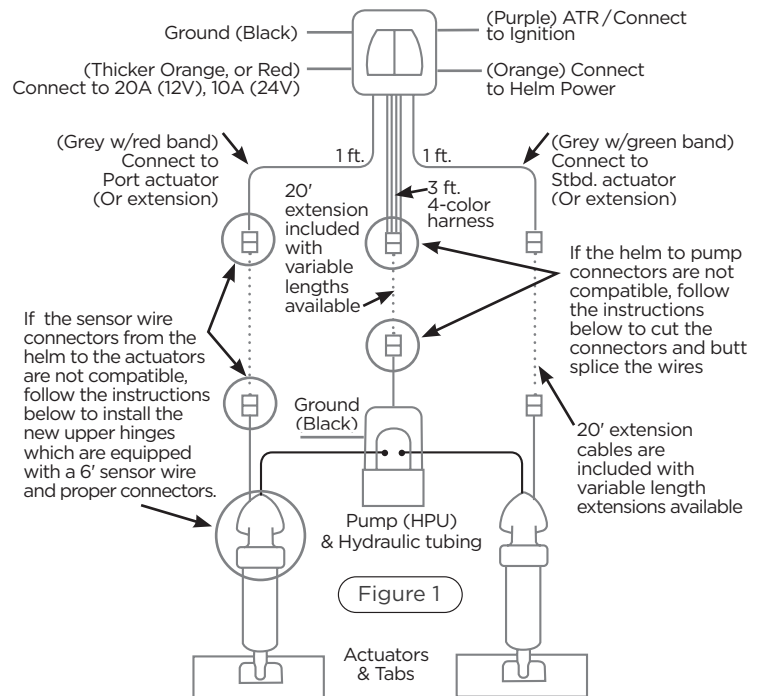 Ground (Black)
(Purple) ATR/Connect
to Ignition
(Thicker Orange, or Red)
Connect to 20A (12V), 10A (24V)
(Orange) Connect
to Helm Power
(Grey w/red band)
Connect to
Port actuator
(Or extension)
1 ft.
1 ft.
(Grey w/green band)
Connect to
Stbd. actuator
(Or extension)
20'
extension
included
with
variable
lengths
available
3 ft.
4-color
harness
If the helm to pump
connectors are not
compatible, follow
the instructions
below to cut the
connectors and butt
splice the wires
If the sensor wire
connectors from the
helm to the actuators
are not compatible,
follow the instructions
below to install the
new upper hinges
which are equipped
with a 6' sensor wire
and proper connectors.
Ground
(Black)
20' extension
cables are
included with
variable length
extensions available
Pump (HPU)
& Hydraulic tubing
Figure 1
Actuators
& Tabs